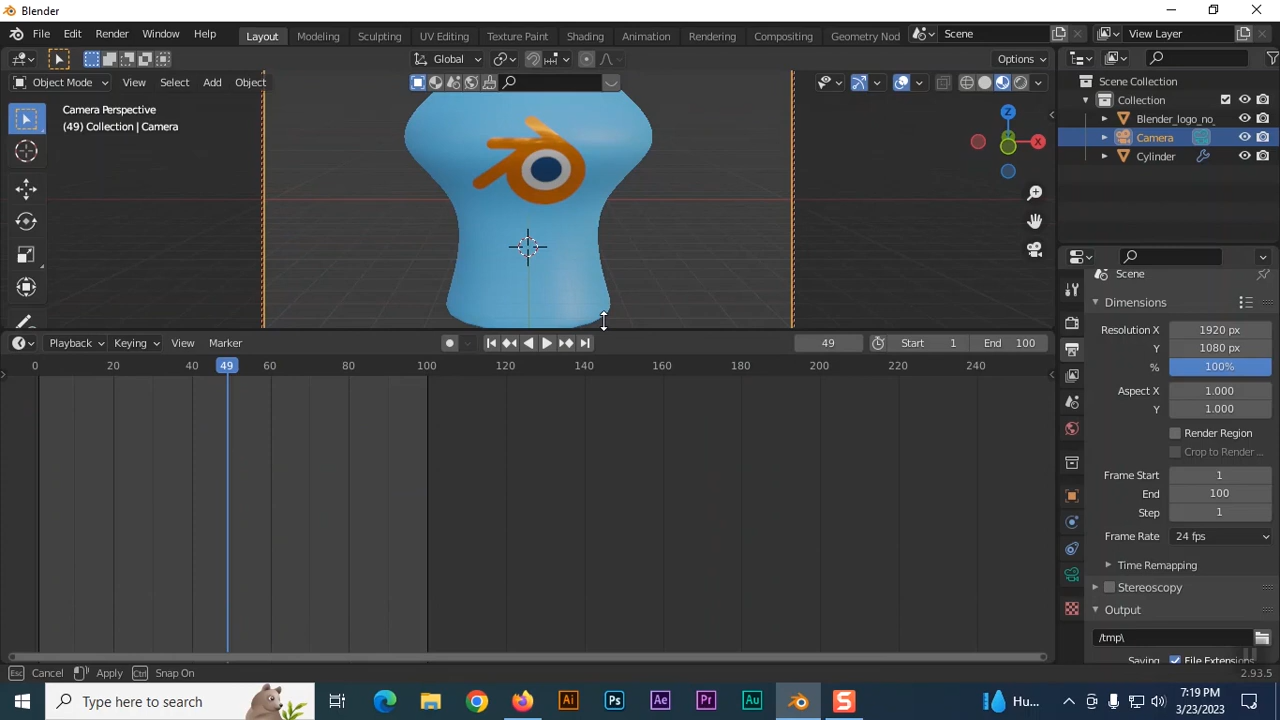 Blender
File Edit Render Window Help Layout Modeling Sculpting UV Editing Texture Paint Shading Animation Rendering Compositing Geometry Nod Scene View Layer
Global Options
Object Mode View Select Add Object
Camera Perspective
(49) Collection | Camera
X
Z
Scene Collection
Collection
Blender_logo_no_
Camera
Cylinder
Scene
Dimensions
Resolution X 1920 px
Y 1080 px
% 100%
Aspect X 1.000
Y 1.000
Render Region
Crop to Render ...
Frame Start 1
End 100
Step 1
Frame Rate 24 fps
Time Remapping
Stereoscopy
Output
/tmp\
Saving File Extensions
Playback Keying View Marker 49 Start 1 End 100
0 20 40 49 60 80 100 120 140 160 180 200 220 240
Esc Cancel Apply Ctrl Snap On 2.93.5
Type here to search Ai Ps Ae Pr Au S Hu... 7:19 PM
3/23/2023